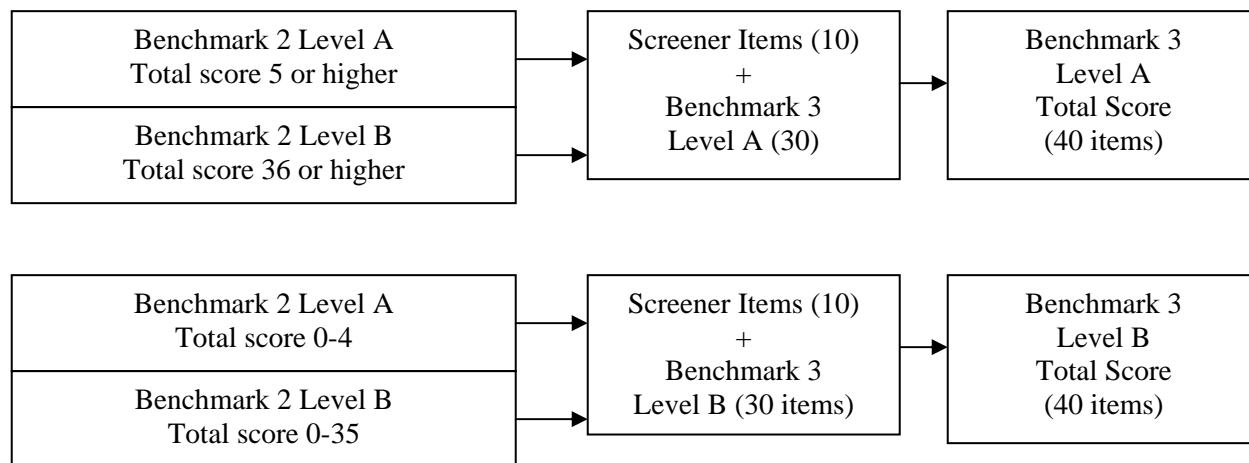 Benchmark 2 Level A
Total score 5 or higher
Benchmark 2 Level B
Total score 36 or higher
Screener Items (10)
+
Benchmark 3
Level A (30)
Benchmark 3
Level A
Total Score
(40 items)
Benchmark 2 Level A
Total score 0-4
Benchmark 2 Level B
Total score 0-35
Screener Items (10)
+
Benchmark 3
Level B (30 items)
Benchmark 3
Level B
Total Score
(40 items)